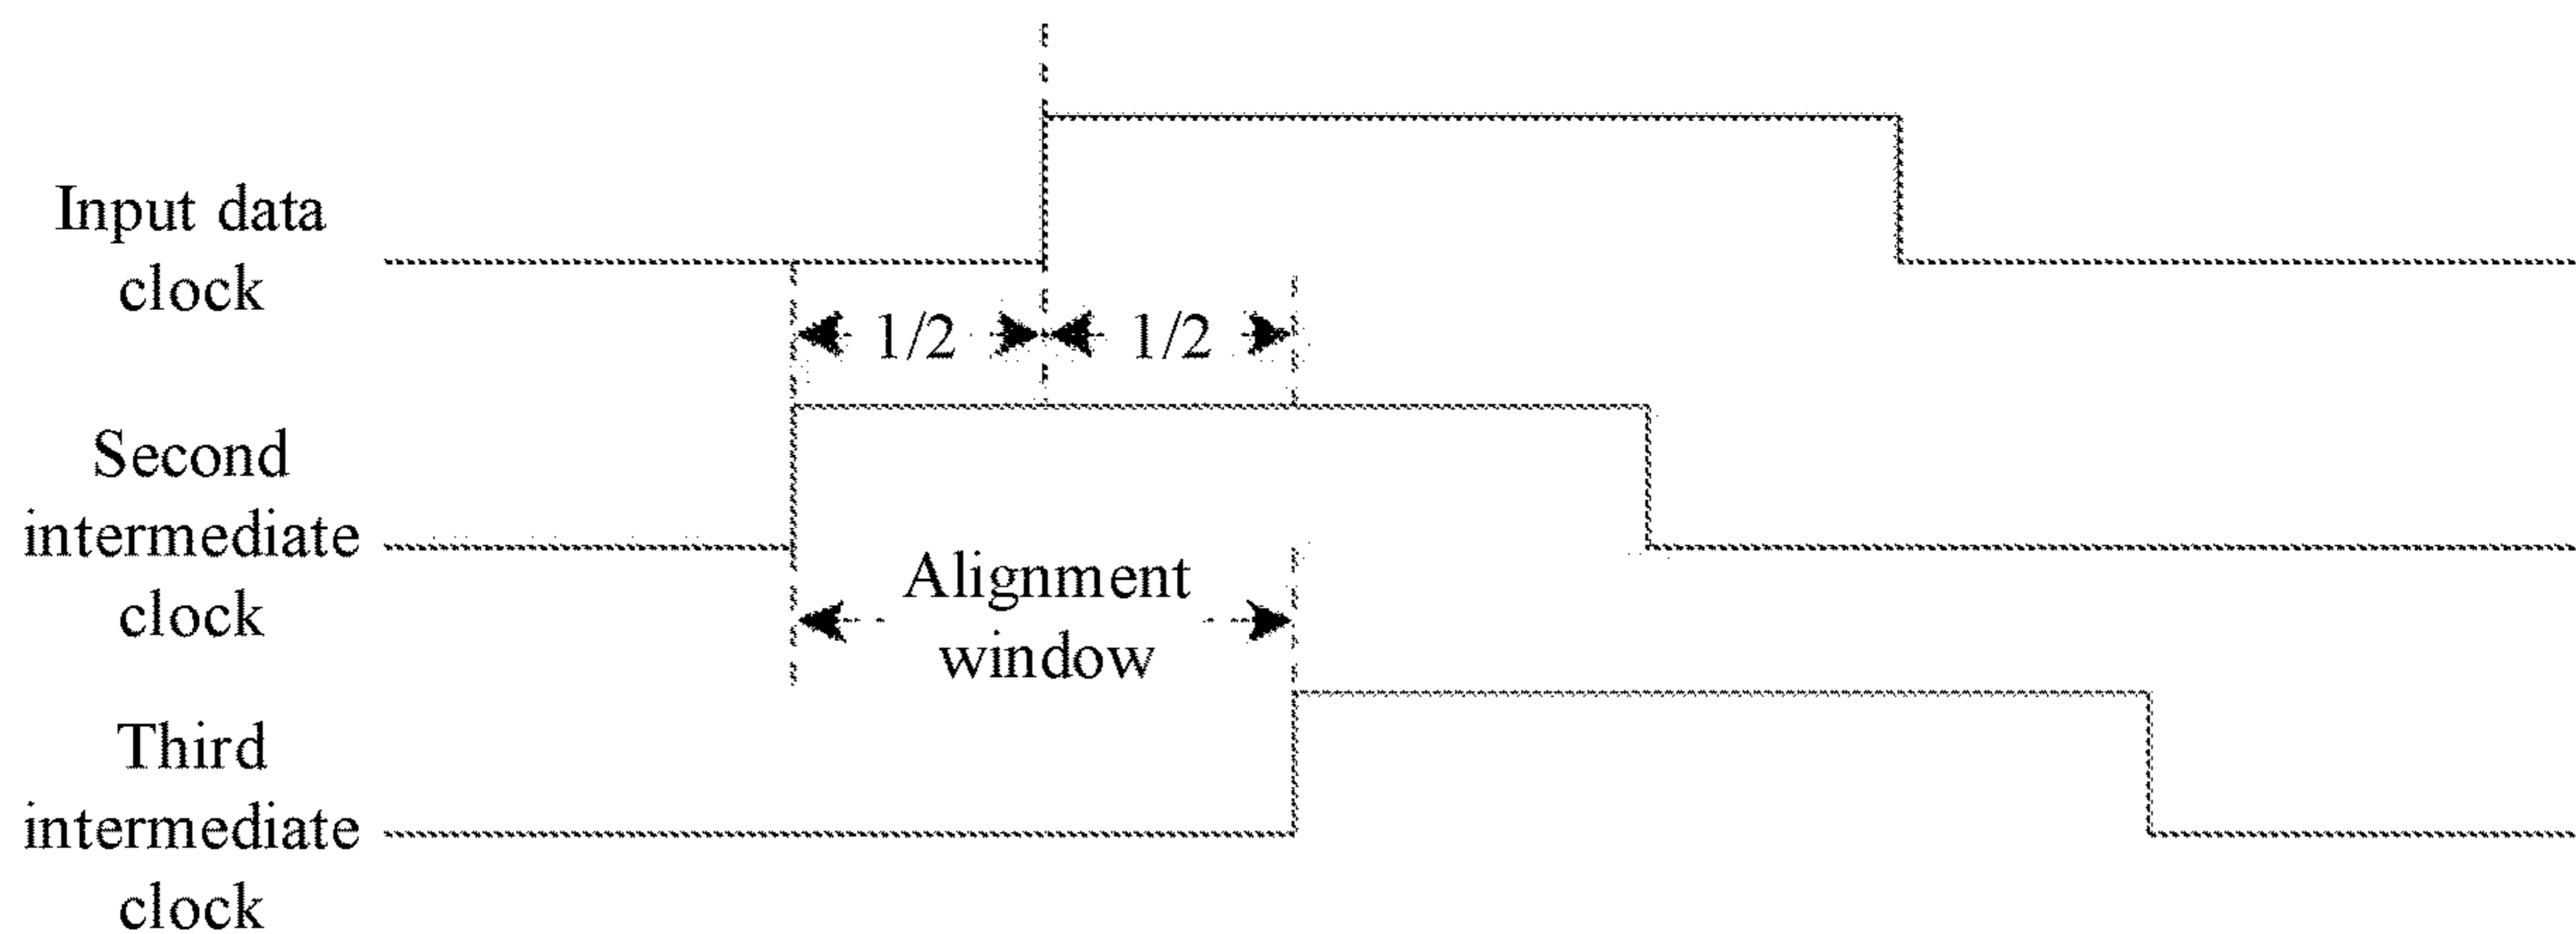 Input data
clock
1/2
1/2
Second
intermediate
clock
Alignment
window
Third
intermediate
clock